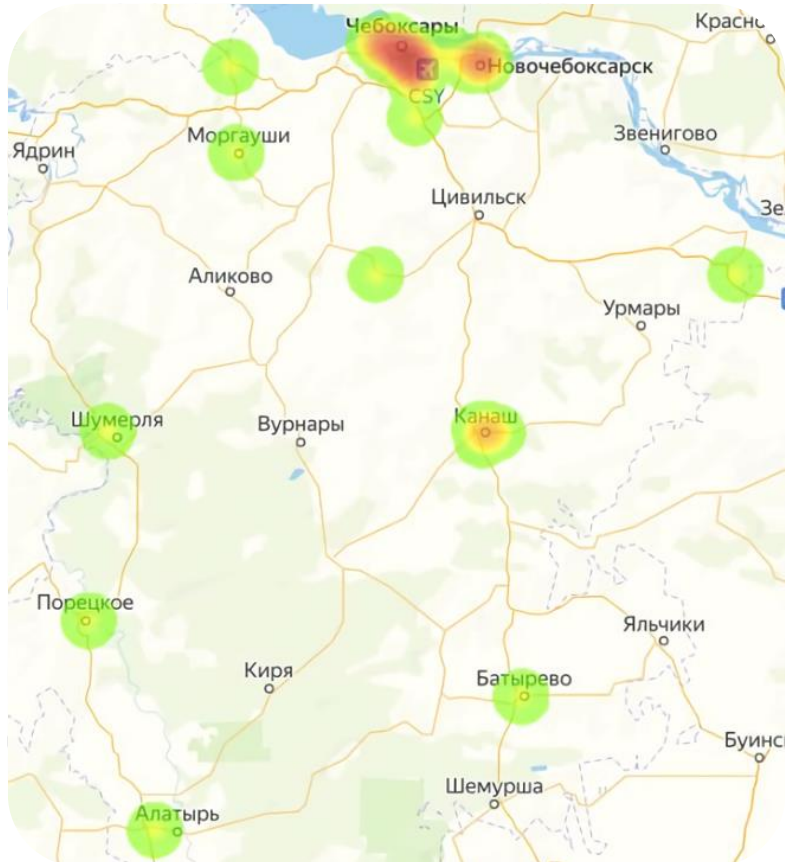 Чебоксары
Красно
Новочебоксарск
CSY
Звенигово
Моргауши
Ядрин
Цивильск
Зе
Аликово
Урмары
Шумерля
Вурнары
Канаш
Порецкое
Яльчики
Киря
Батырево
Буинс
Шемурша
Алатырь